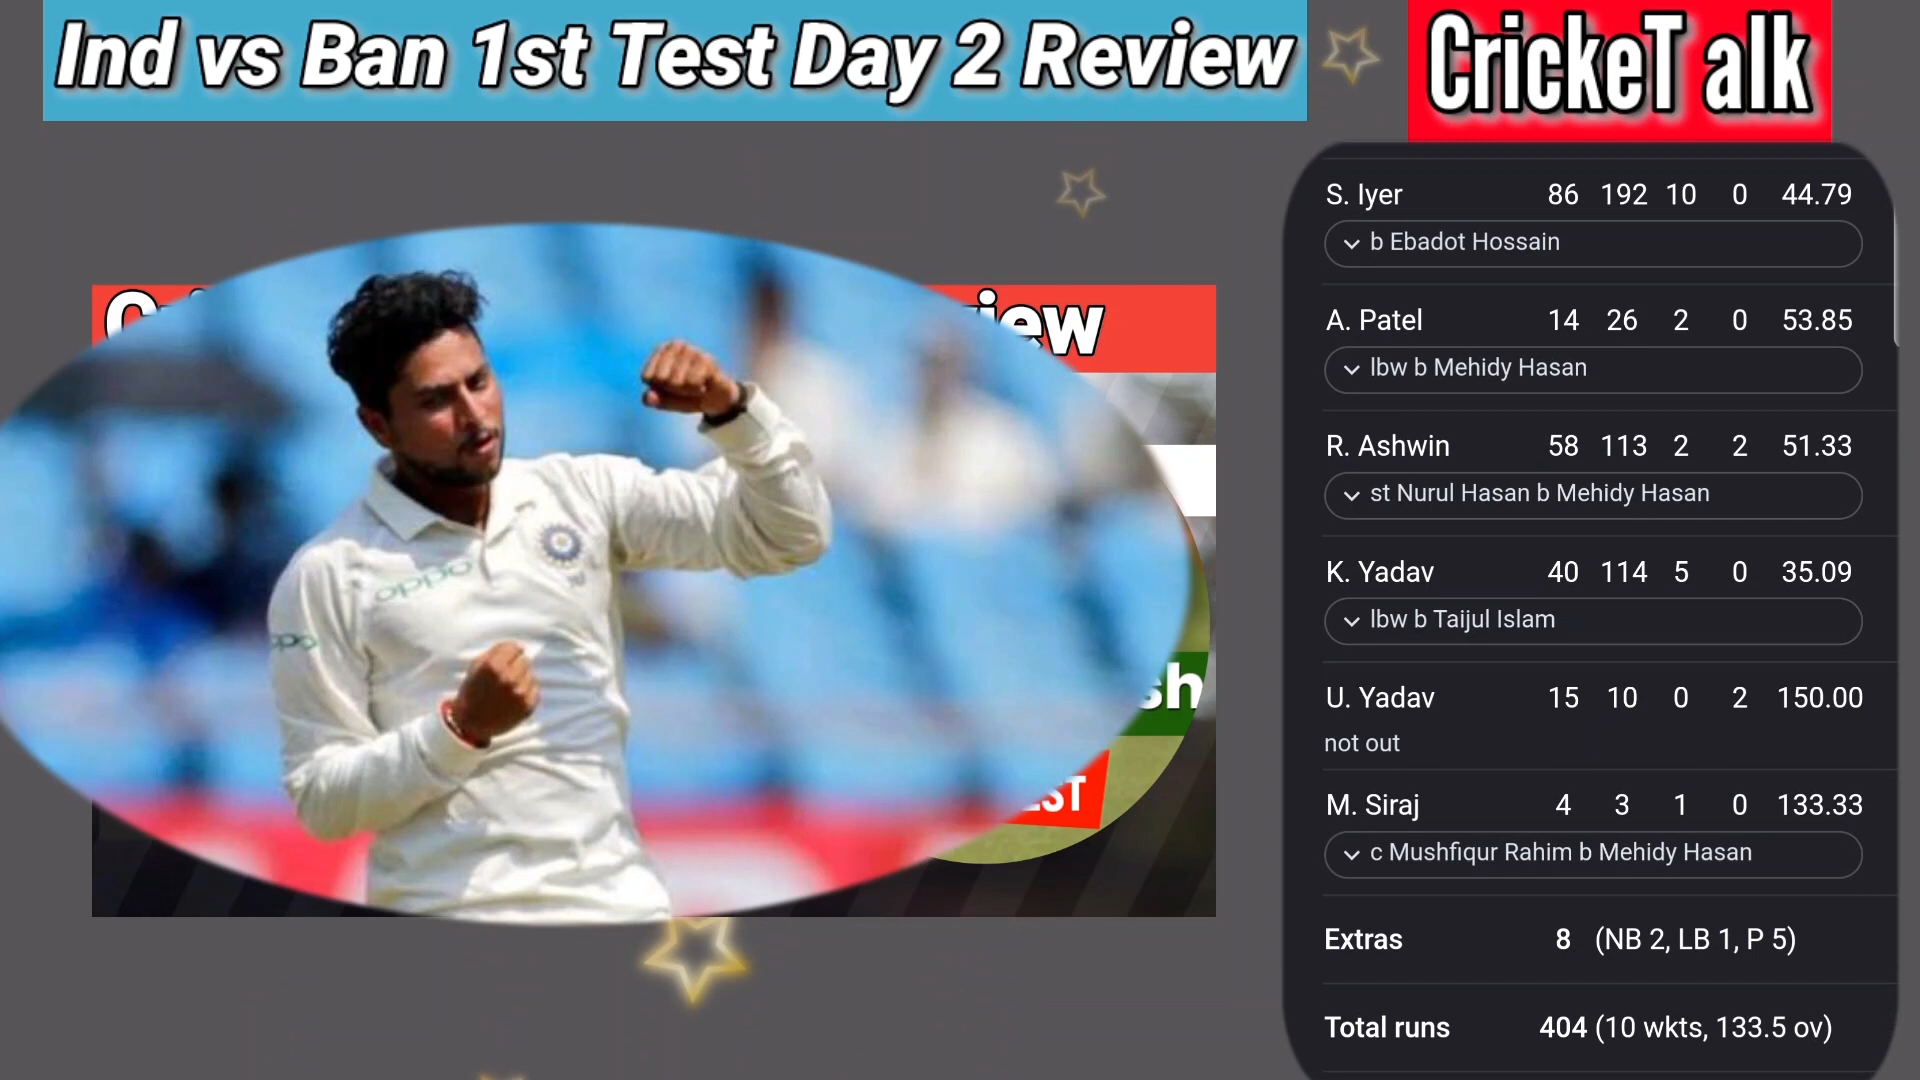 Ind vs Ban 1st Test Day 2 Review
CrickeT alk
S. Iyer 86 192 10 0 44.79
b Ebadot Hossain
A. Patel 14 26 2 0 53.85
lbw b Mehidy Hasan
R. Ashwin 58 113 2 2 51.33
st Nurul Hasan b Mehidy Hasan
K. Yadav 40 114 5 0 35.09
lbw b Taijul Islam
U. Yadav 15 10 0 2 150.00
not out
M. Siraj 4 3 1 0 133.33
c Mushfiqur Rahim b Mehidy Hasan
Extras 8 (NB 2, LB 1, P 5)
Total runs 404 (10 wkts, 133.5 ov)
oppo